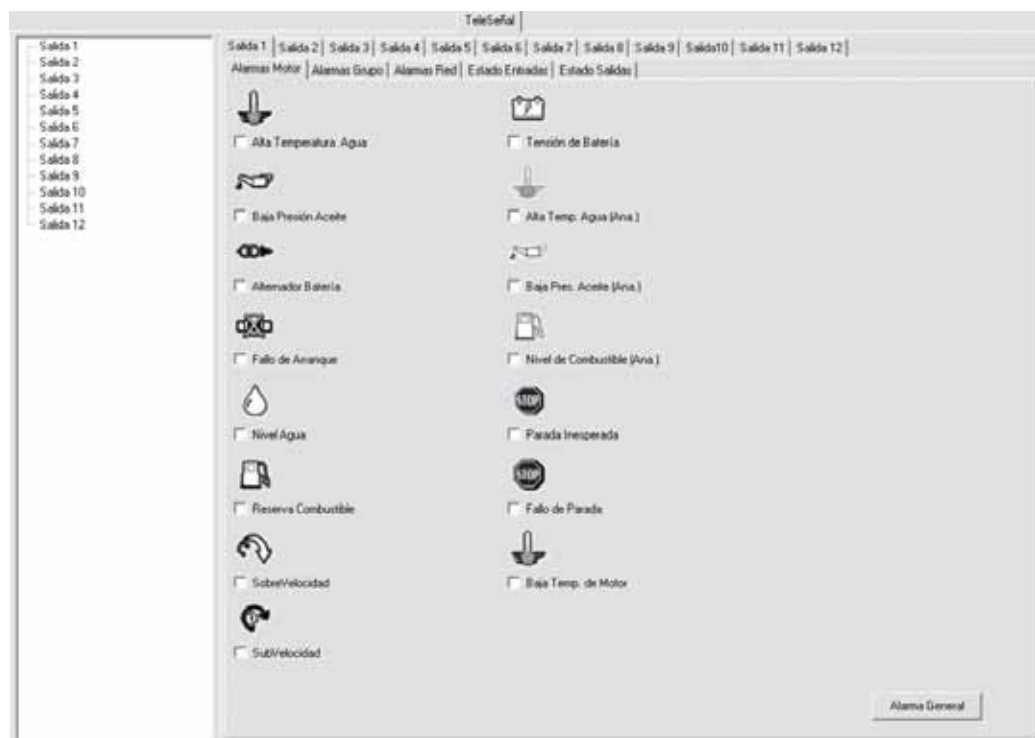 TeleSeñal
Salida 1
Salida 2
Salida 3
Salida 4
Salida 5
Salida 6
Salida 7
Salida 8
Salida 9
Salida 10
Salida 11
Salida 12
Salida 1 Salida 2 Salida 3 Salida 4 Salida 5 Salida 6 Salida 7 Salida 8 Salida 9 Salida10 Salida 11 Salida 12
Alarmas Motor Alarmas Grupo Alarmas Red Estado Entradas Estado Salidas
Alta Temperatura Agua Tensión de Batería
Baja Presión Aceite Alta Temp. Agua (Ana.)
Alternador Batería Baja Pres. Aceite (Ana.)
Fallo de Arranque Nivel de Combustible (Ana.)
STOP
Nivel Agua Parada Inesperada
STOP
Reserva Combustible Fallo de Parada
SobreVelocidad Baja Temp. de Motor
SubVelocidad
Alarma General